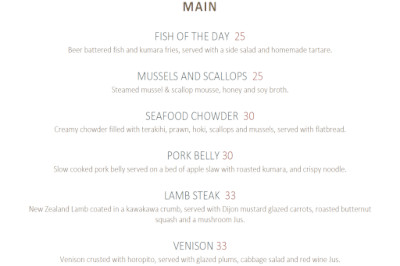 MAIN
FISH OF THE DAY 25
Beer battered fish and kumara fries, served with a side salad and homemade tartare.
MUSSELS AND SCALLOPS 25
Steamed mussel & scallop mousse, honey and soy broth.
SEAFOOD CHOWDER 30
Creamy chowder filled with terakihi, prawn, hoki, scallops and mussels, served with flatbread.
PORK BELLY 30
Slow cooked pork belly served on a bed of apple slaw with roasted kumara, and crispy noodle.
LAMB STEAK 33
New Zealand Lamb coated in a kawakawa crumb, served with Dijon mustard glazed carrots, roasted butternut
squash and a mushroom Jus.
VENISON 33
Venison crusted with horopito, served with glazed plums, cabbage salad and red wine Jus.